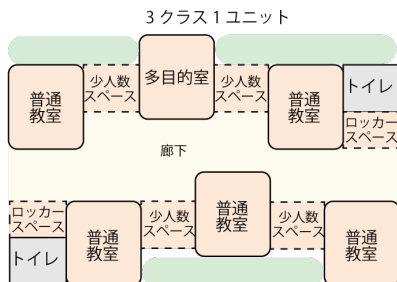 3クラス1ユニット
多目的室
少人数
スペース
少人数
スペース
普通
教室
普通
教室
トイレ
ロッカー
スペース
廊下
ロッカー
スペース
トイレ
普通
教室
少人数
スペース
普通
教室
少人数
スペース
普通
教室